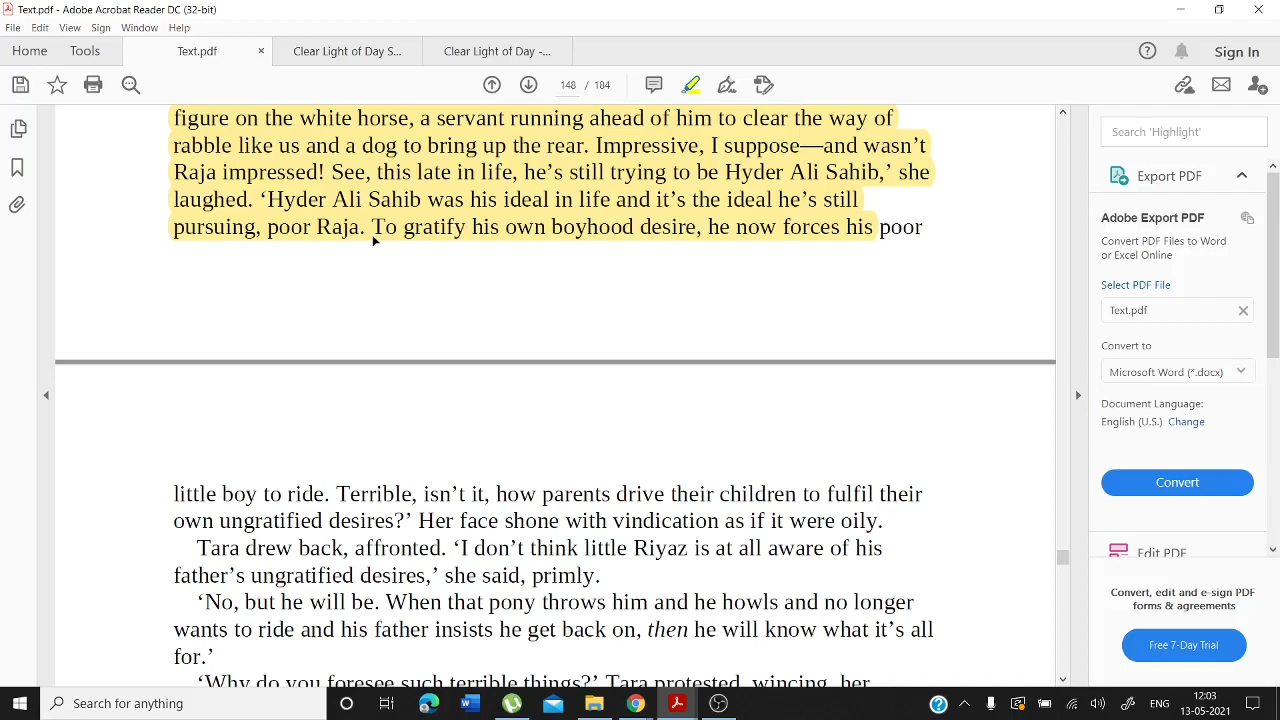 Text.pdf - Adobe Acrobat Reader DC (32-bit)
File Edit View Sign Window Help
Home Tools Text.pdf × Clear Light of Day S... Clear Light of Day -... Sign In
148 / 184
figure on the white horse, a servant running ahead of him to clear the way of
rabble like us and a dog to bring up the rear. Impressive, I suppose—and wasn’t
Raja impressed! See, this late in life, he’s still trying to be Hyder Ali Sahib,’ she
laughed. ‘Hyder Ali Sahib was his ideal in life and it’s the ideal he’s still
pursuing, poor Raja. To gratify his own boyhood desire, he now forces his poor
little boy to ride. Terrible, isn’t it, how parents drive their children to fulfil their
own ungratified desires?’ Her face shone with vindication as if it were oily.
Tara drew back, affronted. ‘I don’t think little Riyaz is at all aware of his
father’s ungratified desires,’ she said, primly.
‘No, but he will be. When that pony throws him and he howls and no longer
wants to ride and his father insists he get back on, then he will know what it’s all
for.’
‘Why do you foresee such terrible things?’ Tara protested, wincing, her
Search 'Highlight'
Export PDF
Adobe Export PDF
Convert PDF Files to Word
or Excel Online
Select PDF File
Text.pdf
Convert to
Microsoft Word (*.docx)
Document Language:
English (U.S.) Change
Convert
Edit PDF
Convert, edit and e-sign PDF
forms & agreements
Free 7-Day Trial
Search for anything
ENG
12:03
13-05-2021